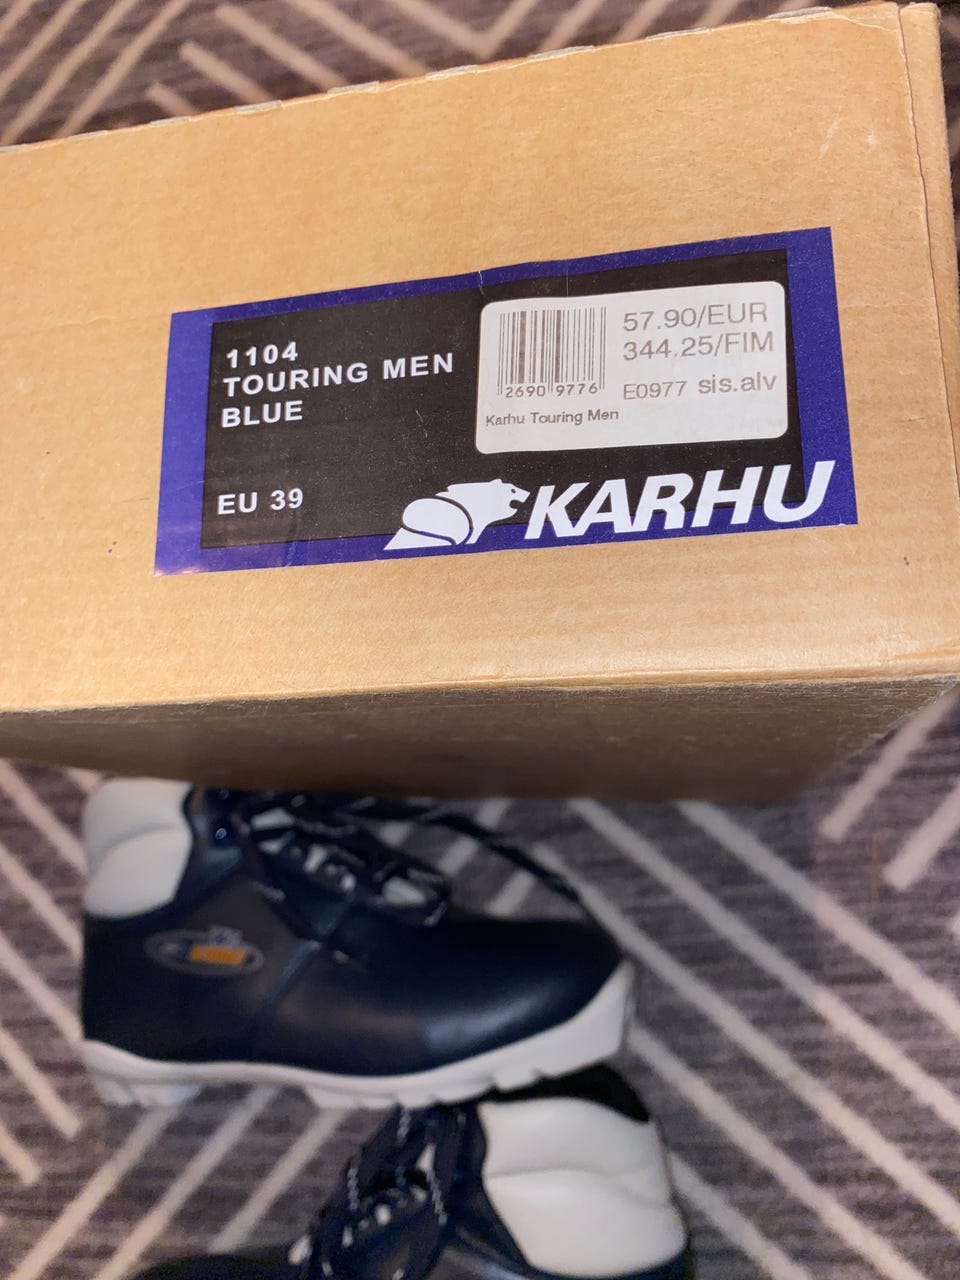 1104
TOURING MEN
BLUE
EU 39
57.90/EUR
344.25/FIM
2690 9776
E0977 sis.alv
Karhu Touring Men
KARHU